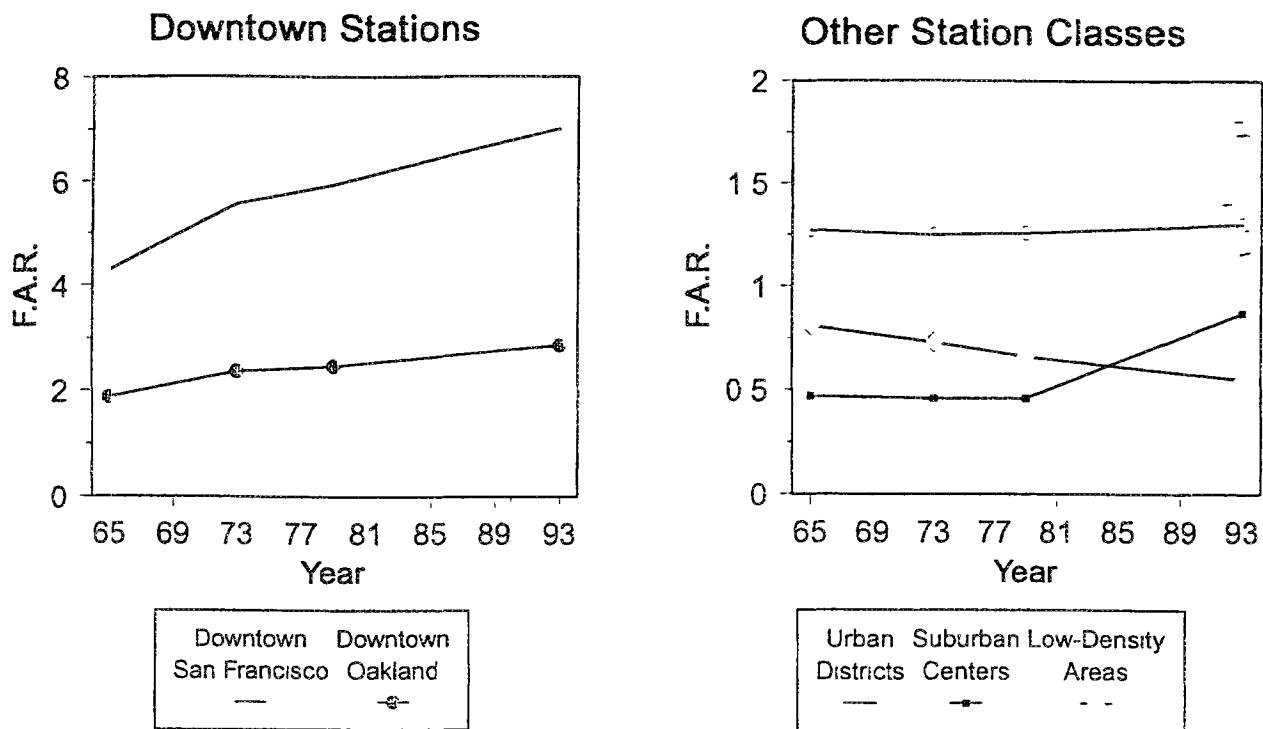 Downtown Stations
8
6
4
2
0
F.A.R.
65 69 73 77 81 85 89 93
Year
Downtown Downtown
San Francisco Oakland
Other Station Classes
2
1 5
1
0 5
0
F.A.R.
65 69 73 77 81 85 89 93
Year
Urban Suburban Low-Density
Districts Centers Areas